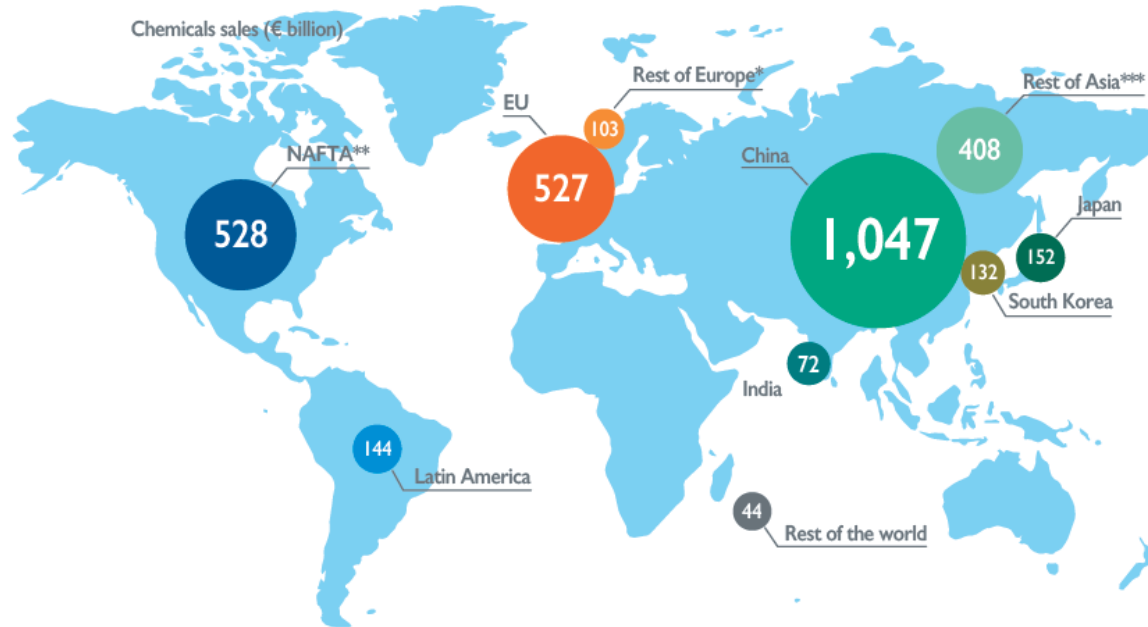 Chemicals sales (€ billion)
Rest of Europe*
Rest of Asia***
EU
103
NAFTA**
China
408
527
528
1,047
Japan
152
132
South Korea
72
India
144
Latin America
44
Rest of the world